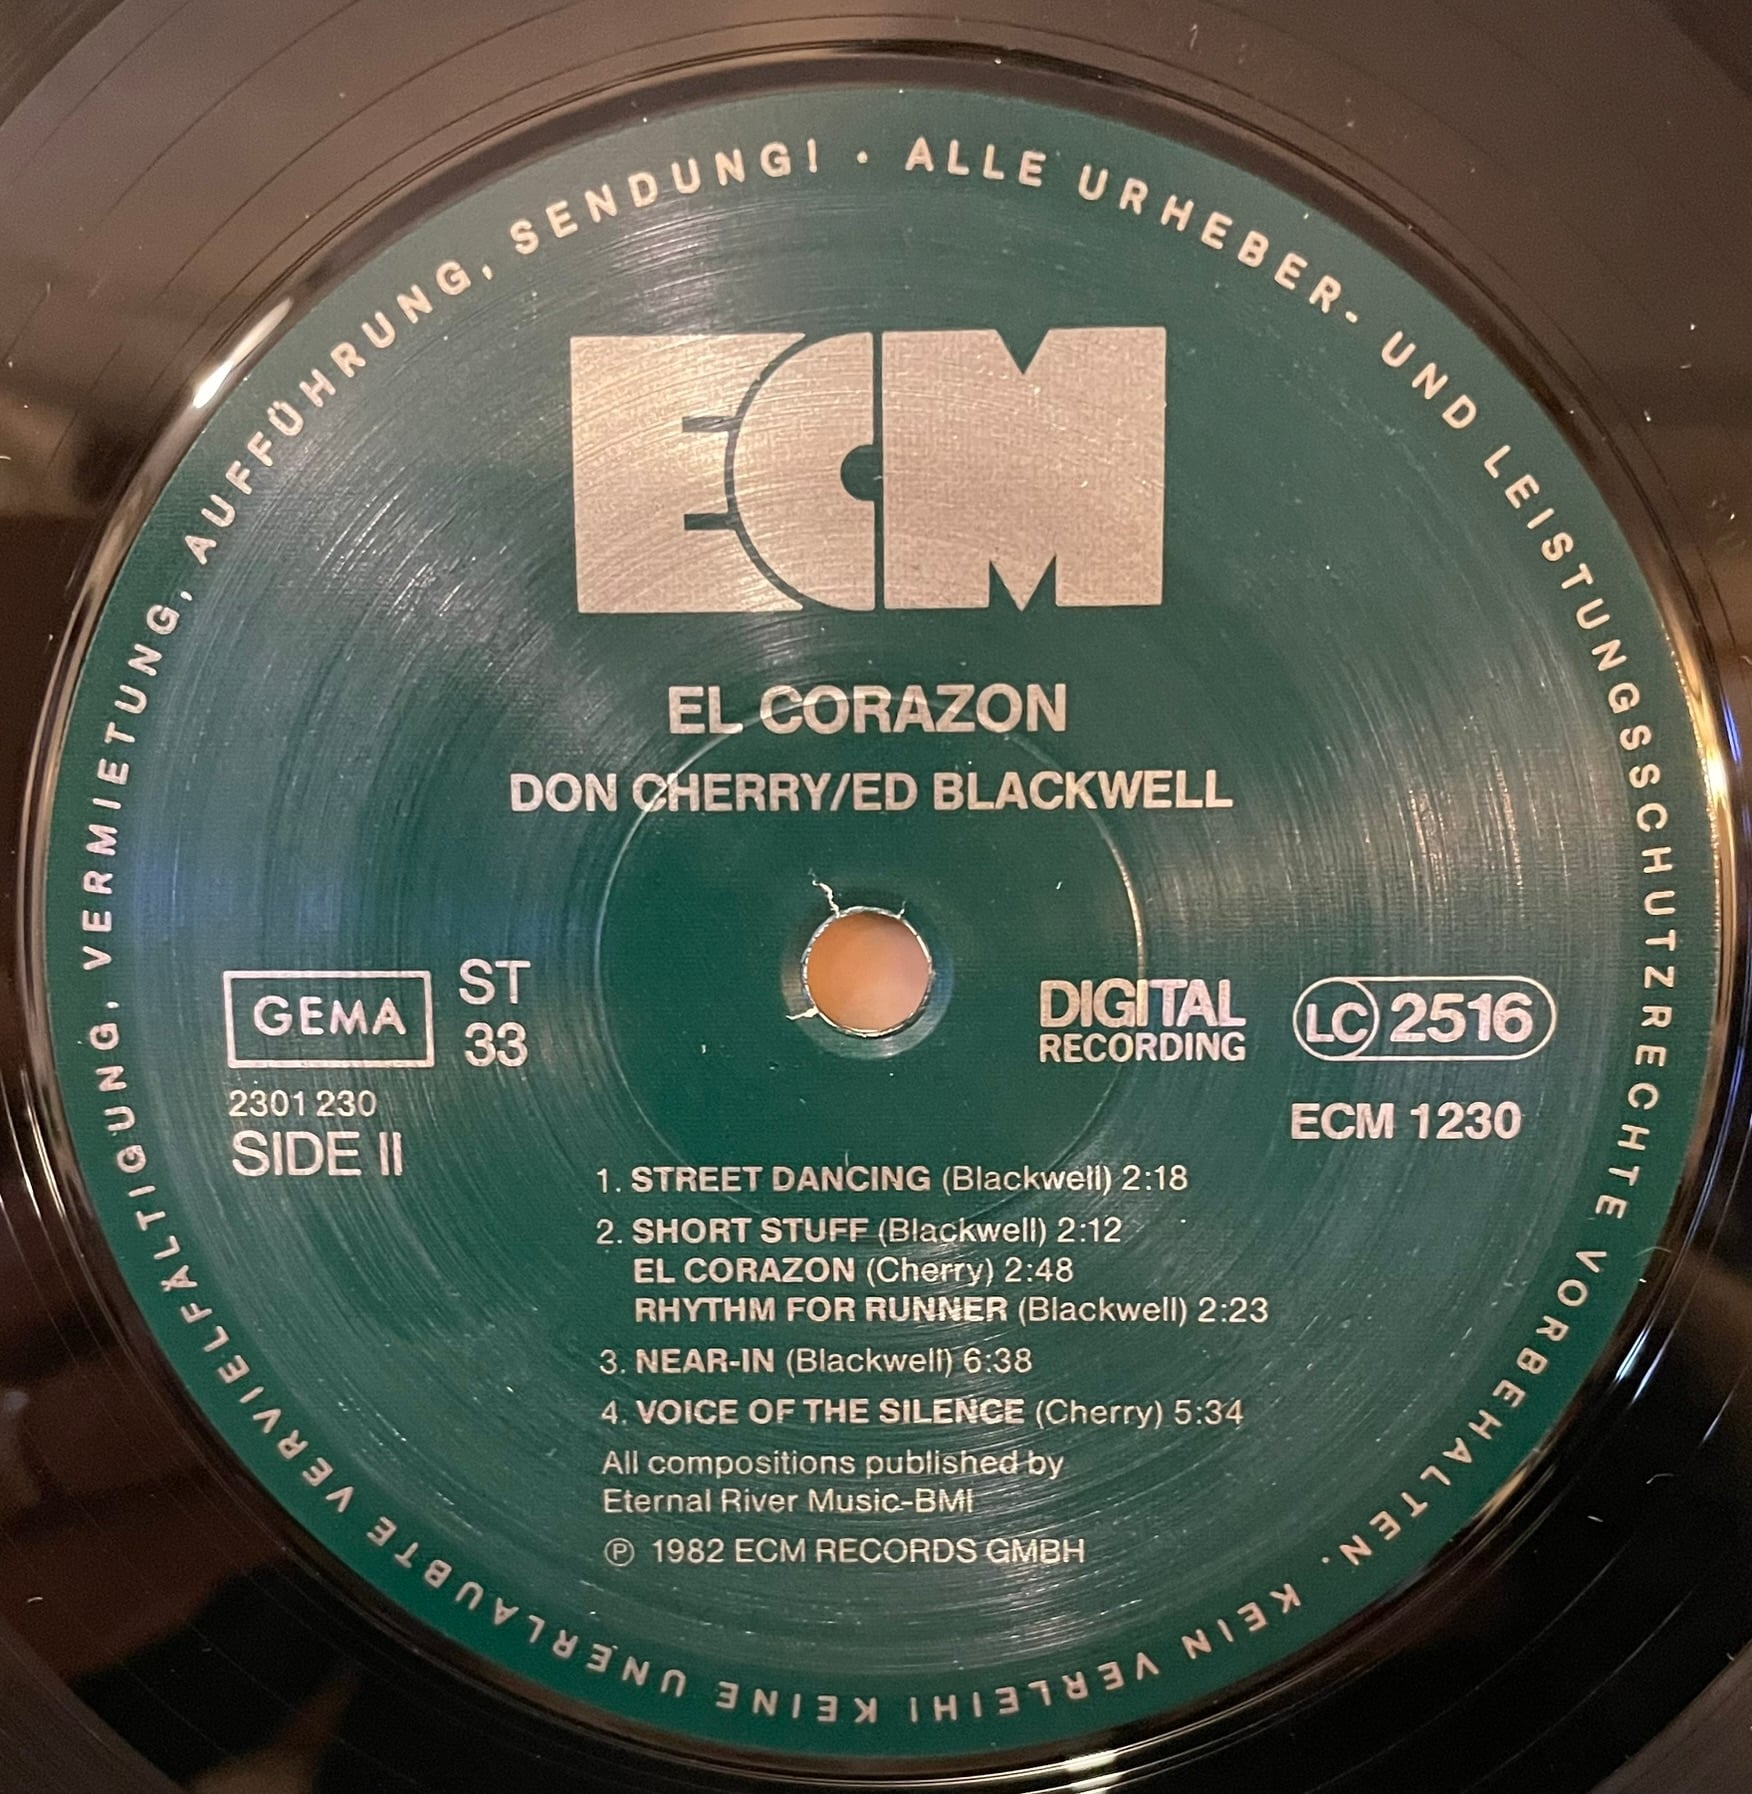 ALLE URHEBER- UND LEISTUNGSSCHUTZRECHTE VORBEHALTEN. KEIN VERLEIH! KEINE UNERLAUBTE VERVIELFÄLTIGUNG, VERMIETUNG, AUFFÜHRUNG, SENDUNG! •
ECM
EL CORAZON
DON CHERRY/ED BLACKWELL
GEMA
ST
33
2301 230
SIDE II
DIGITAL
RECORDING
LC 2516
ECM 1230
1. STREET DANCING (Blackwell) 2:18
2. SHORT STUFF (Blackwell) 2:12
EL CORAZON (Cherry) 2:48
RHYTHM FOR RUNNER (Blackwell) 2:23
3. NEAR-IN (Blackwell) 6:38
4. VOICE OF THE SILENCE (Cherry) 5:34
All compositions published by
Eternal River Music-BMI
Ⓟ 1982 ECM RECORDS GMBH